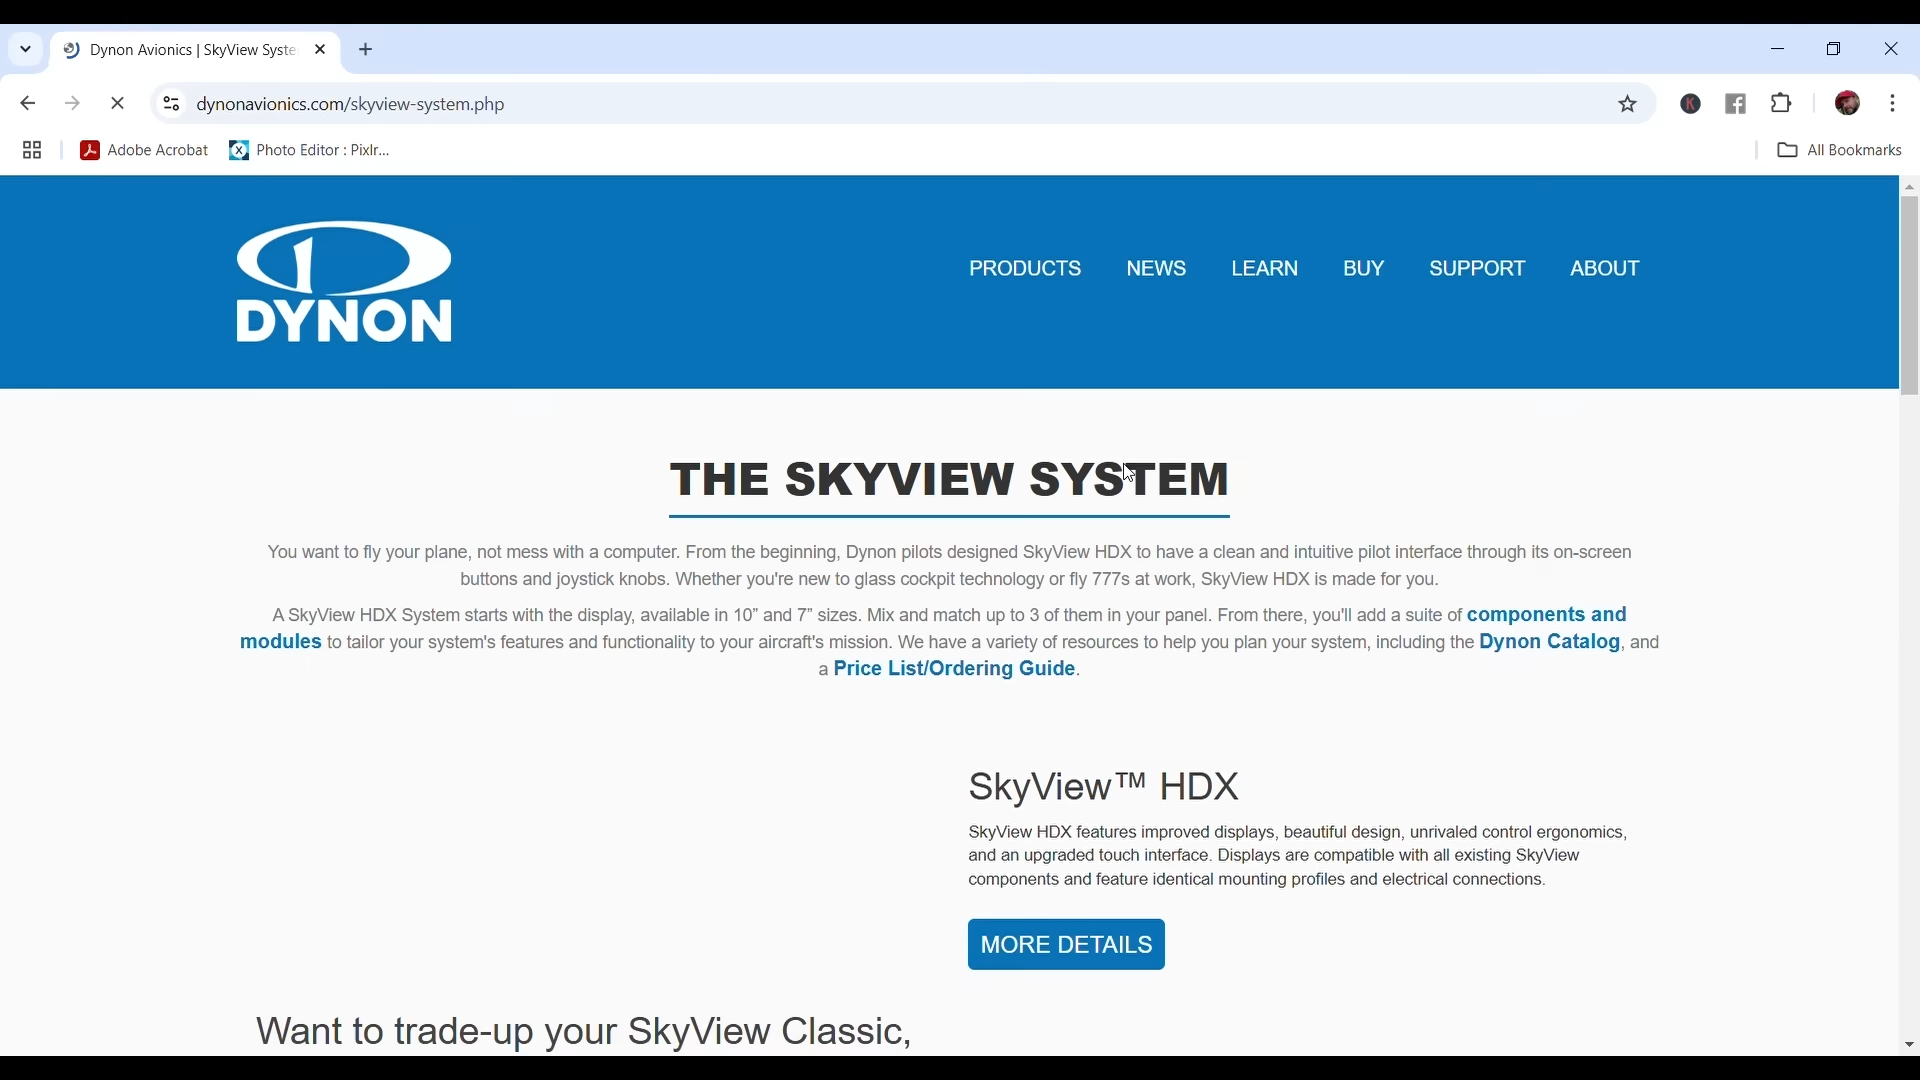 Dynon Avionics | SkyView Syste
dynonavionics.com/skyview-system.php
K
Adobe Acrobat
Photo Editor : Pixlr...
All Bookmarks
DYNON
PRODUCTS
NEWS
LEARN
BUY
SUPPORT
ABOUT
THE SKYVIEW SYSTEM
You want to fly your plane, not mess with a computer. From the beginning, Dynon pilots designed SkyView HDX to have a clean and intuitive pilot interface through its on-screen
buttons and joystick knobs. Whether you're new to glass cockpit technology or fly 777s at work, SkyView HDX is made for you.
A SkyView HDX System starts with the display, available in 10” and 7” sizes. Mix and match up to 3 of them in your panel. From there, you'll add a suite of components and
modules to tailor your system's features and functionality to your aircraft's mission. We have a variety of resources to help you plan your system, including the Dynon Catalog, and
a Price List/Ordering Guide.
SkyView™ HDX
SkyView HDX features improved displays, beautiful design, unrivaled control ergonomics,
and an upgraded touch interface. Displays are compatible with all existing SkyView
components and feature identical mounting profiles and electrical connections.
MORE DETAILS
Want to trade-up your SkyView Classic,